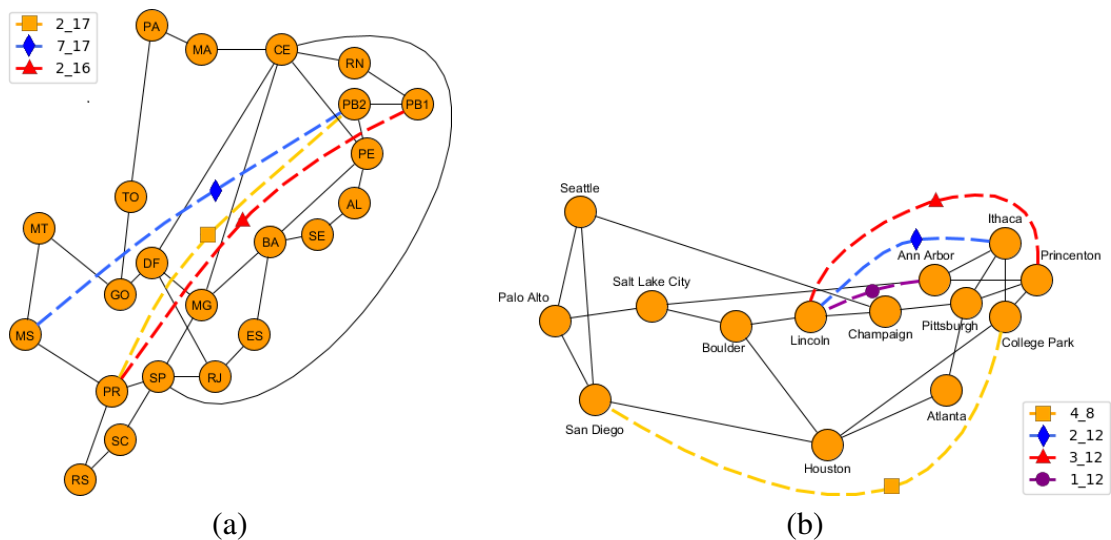 2_17
7_17
2_16
PA
MA
CE
RN
PB2
PB1
PE
TO
AL
MT
SE
BA
DF
GO
MG
MS
ES
SP
RJ
PR
SC
RS
(a)
Seattle
Ithaca
Ann Arbor
Princenton
Salt Lake City
Palo Alto
Boulder
Lincoln
Champaign
Pittsburgh
College Park
Atlanta
San Diego
Houston
4_8
2_12
3_12
1_12
(b)